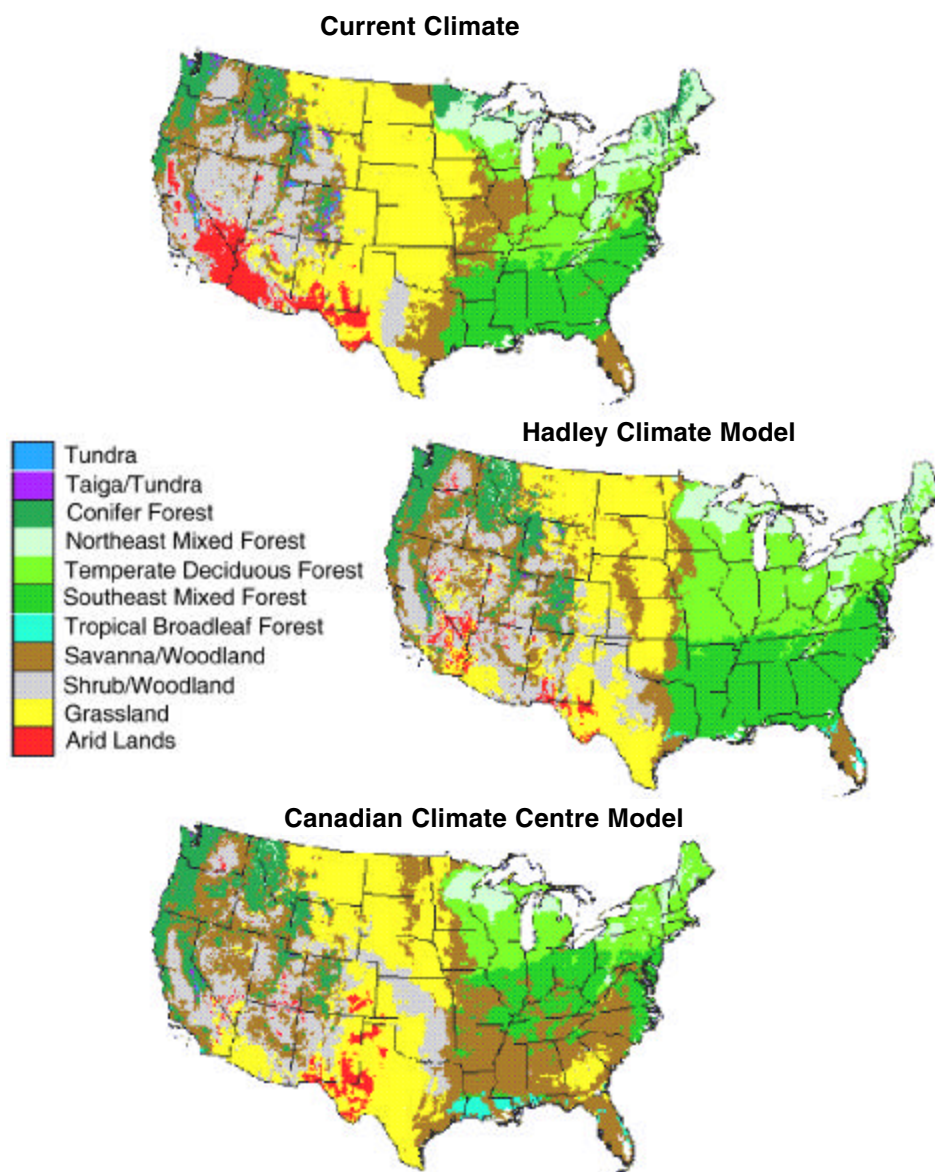 Current Climate
Hadley Climate Model
Tundra
Taiga/Tundra
Conifer Forest
Northeast Mixed Forest
Temperate Deciduous Forest
Southeast Mixed Forest
Tropical Broadleaf Forest
Savanna/Woodland
Shrub/Woodland
Grassland
Arid Lands
Canadian Climate Centre Model